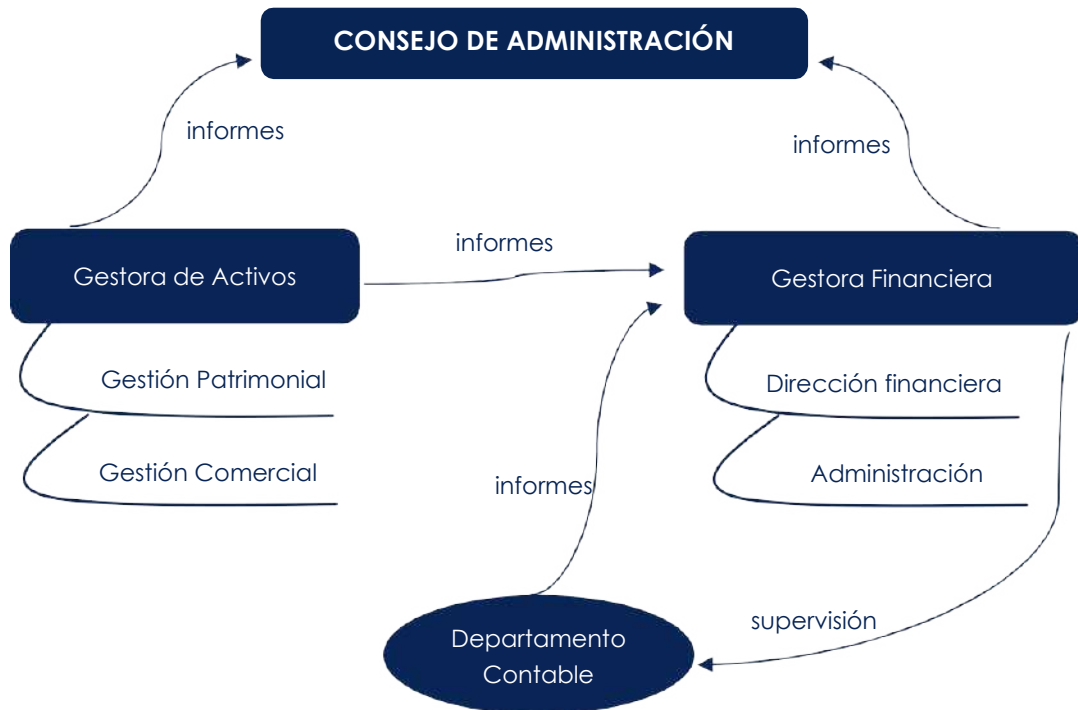 CONSEJO DE ADMINISTRACIÓN
informes
informes
informes
Gestora de Activos
Gestora Financiera
Gestión Patrimonial
Dirección financiera
Gestión Comercial
Administración
informes
supervisión
Departamento
Contable